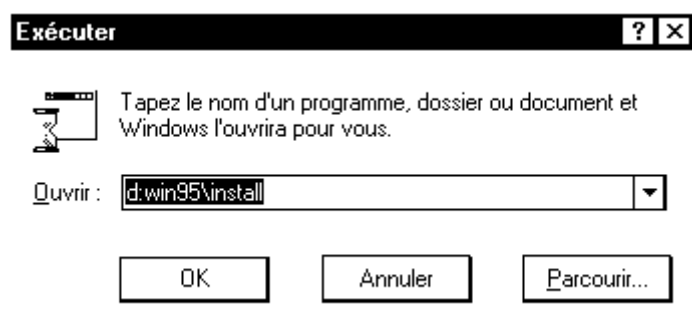 Exécuter
Tapez le nom d'un programme, dossier ou document et
Windows l'ouvrira pour vous.
Ouvrir : d:win95\install
OK Annuler Parcourir...